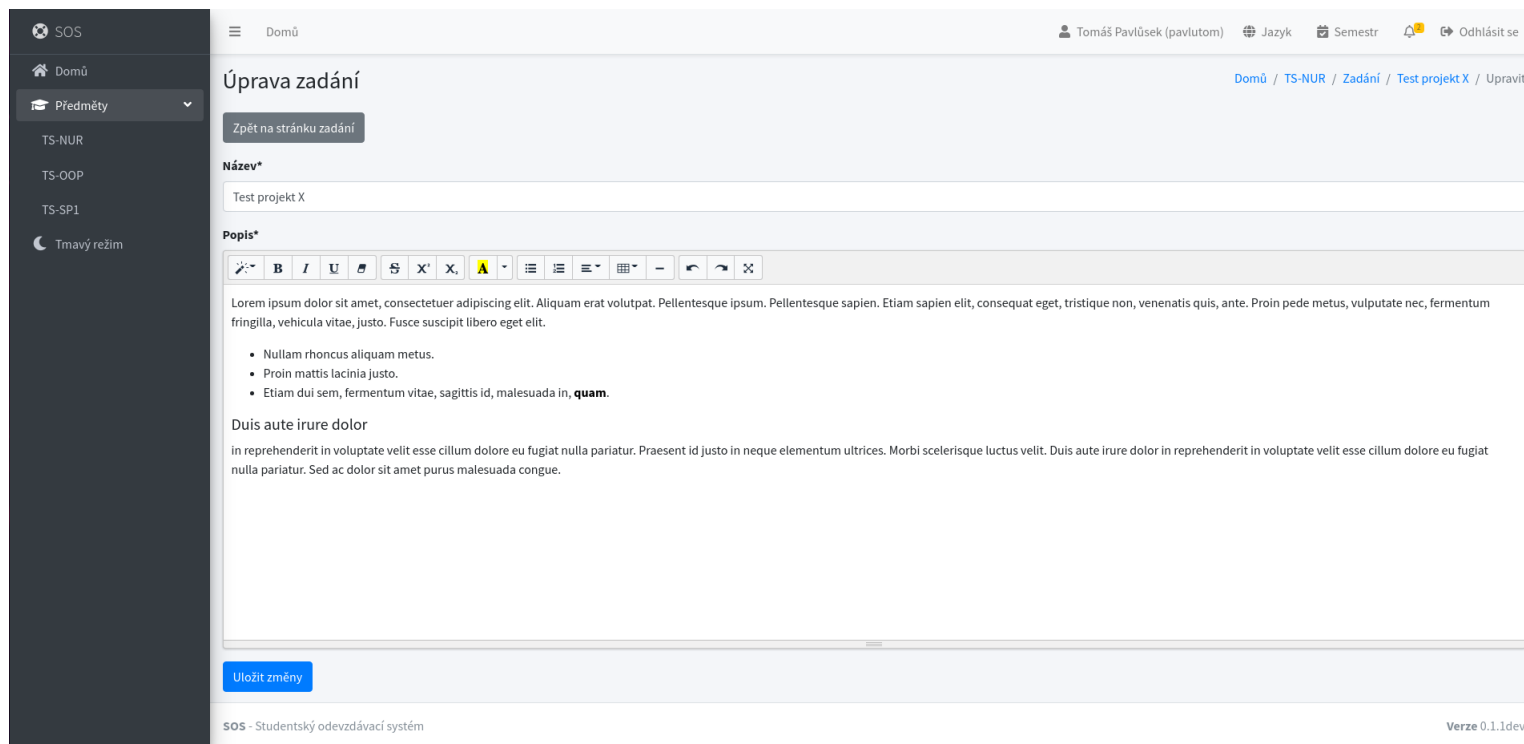 SOS
Domů
Tomáš Pavlůsek (pavlutom)
Jazyk
Semestr
2
Odhlásit se
Domů
Předměty
TS-NUR
TS-OOP
TS-SP1
Tmavý režim
Úprava zadání
Domů / TS-NUR / Zadání / Test projekt X / Upravit
Zpět na stránku zadání
Název*
Test projekt X
Popis*
B I U S X² X₂ A
Lorem ipsum dolor sit amet, consectetuer adipiscing elit. Aliquam erat volutpat. Pellentesque ipsum. Pellentesque sapien. Etiam sapien elit, consequat eget, tristique non, venenatis quis, ante. Proin pede metus, vulputate nec, fermentum
fringilla, vehicula vitae, justo. Fusce suscipit libero eget elit.
• Nullam rhoncus aliquam metus.
• Proin mattis lacinia justo.
• Etiam dui sem, fermentum vitae, sagittis id, malesuada in, quam.
Duis aute irure dolor
in reprehenderit in voluptate velit esse cillum dolore eu fugiat nulla pariatur. Praesent id justo in neque elementum ultrices. Morbi scelerisque luctus velit. Duis aute irure dolor in reprehenderit in voluptate velit esse cillum dolore eu fugiat
nulla pariatur. Sed ac dolor sit amet purus malesuada congue.
Uložit změny
SOS - Studentský odevzdávací systém
Verze 0.1.1dev